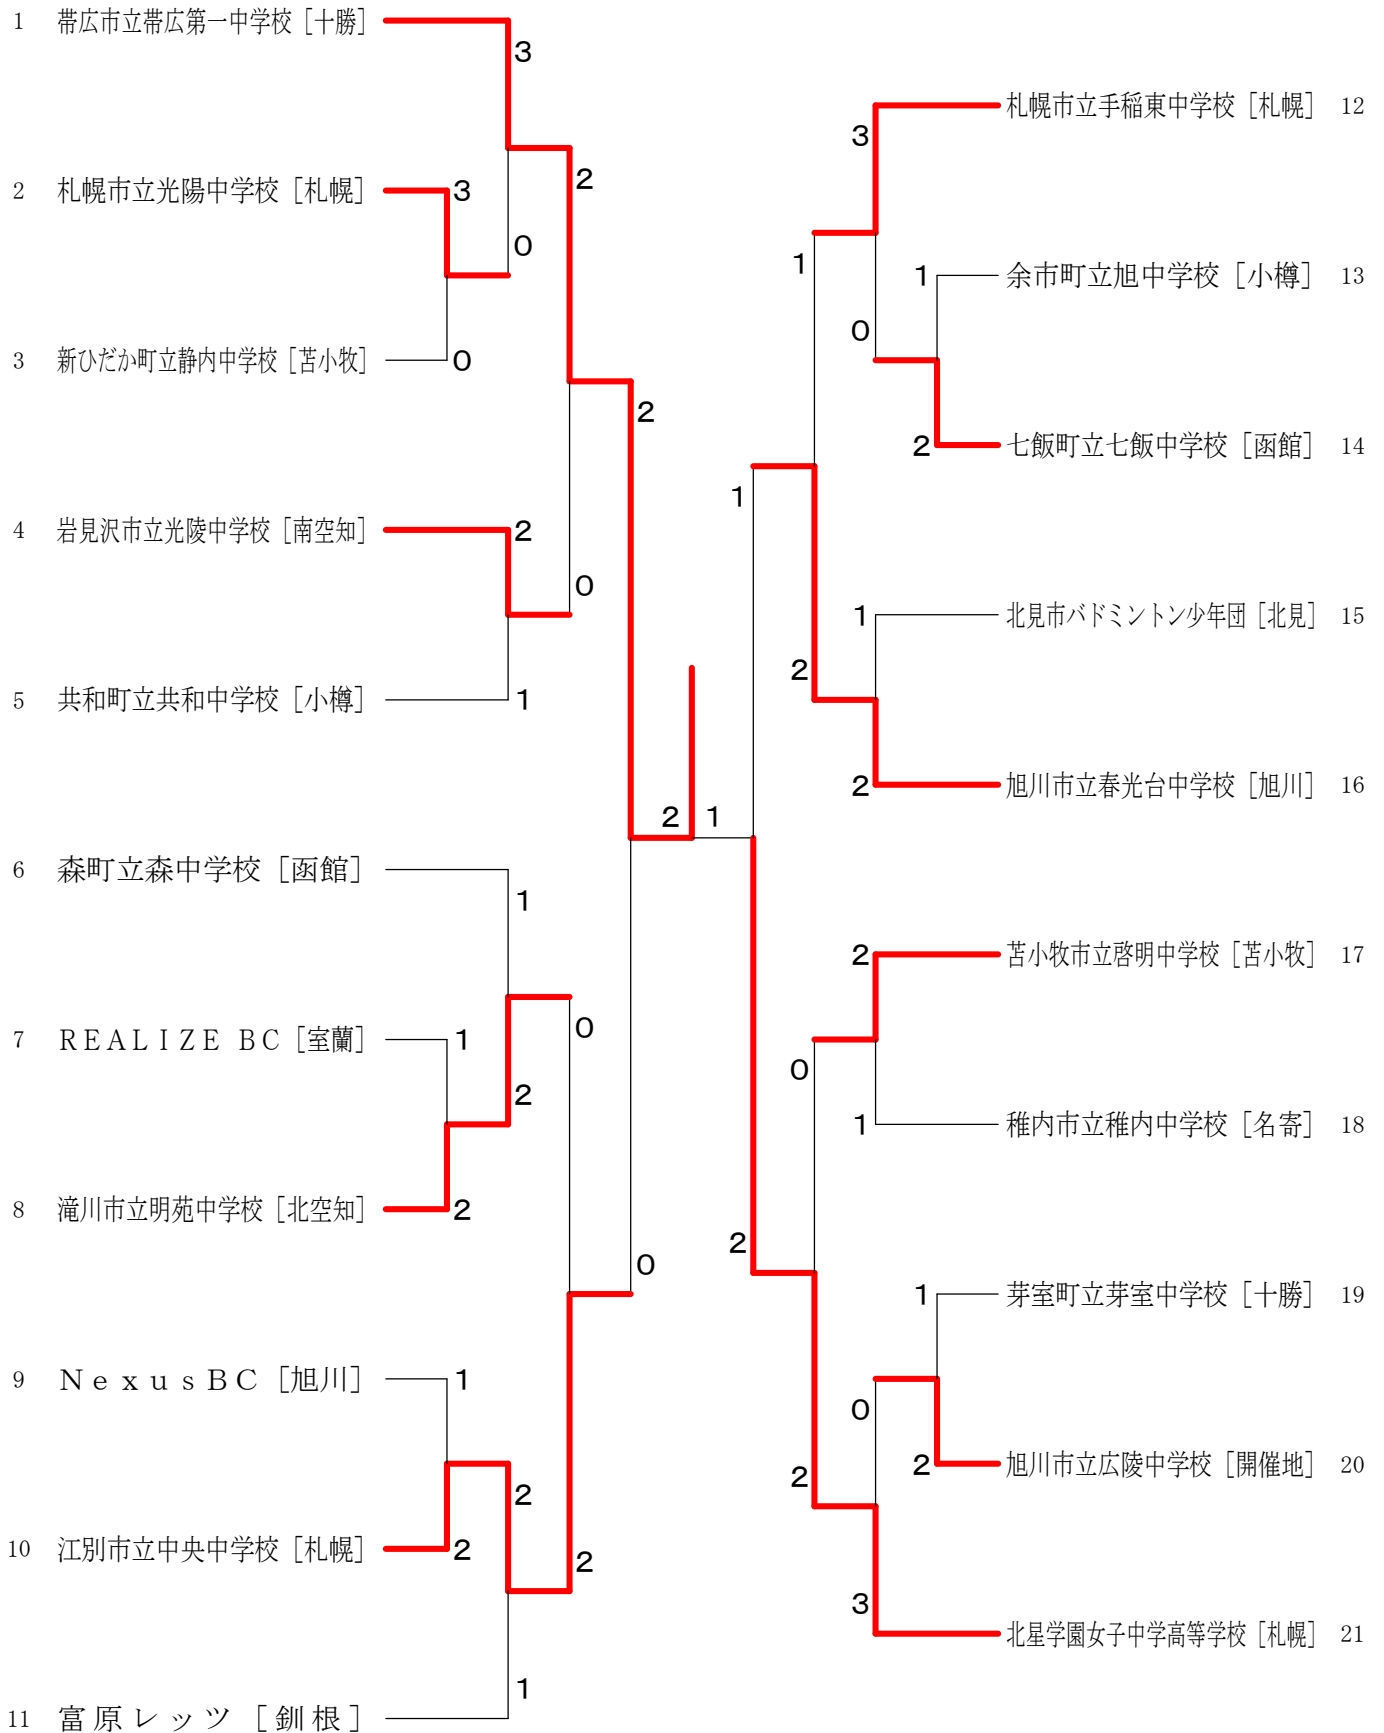 1 帯広市立帯広第一中学校［十勝］
3
2 札幌市立光陽中学校［札幌］
3
2
0
3 新ひだか町立静内中学校［苫小牧］
0
2
4 岩見沢市立光陵中学校［南空知］
2
0
5 共和町立共和中学校［小樽］
1
2 1
6 森町立森中学校［函館］
1
7 ＲＥＡＬＩＺＥ ＢＣ［室蘭］
1
0
2
8 滝川市立明苑中学校［北空知］
2
0
9 ＮｅｘｕｓＢＣ［旭川］
1
2
10 江別市立中央中学校［札幌］
2
2
1
11 富原レッツ［釧根］
札幌市立手稲東中学校［札幌］ 12
3
1
1 余市町立旭中学校［小樽］ 13
0
2 七飯町立七飯中学校［函館］ 14
1
1 北見市バドミントン少年団［北見］ 15
2
2 旭川市立春光台中学校［旭川］ 16
2 苫小牧市立啓明中学校［苫小牧］ 17
0
1 稚内市立稚内中学校［名寄］ 18
2
1 芽室町立芽室中学校［十勝］ 19
0
2
2 旭川市立広陵中学校［開催地］ 20
3
北星学園女子中学高等学校［札幌］ 21